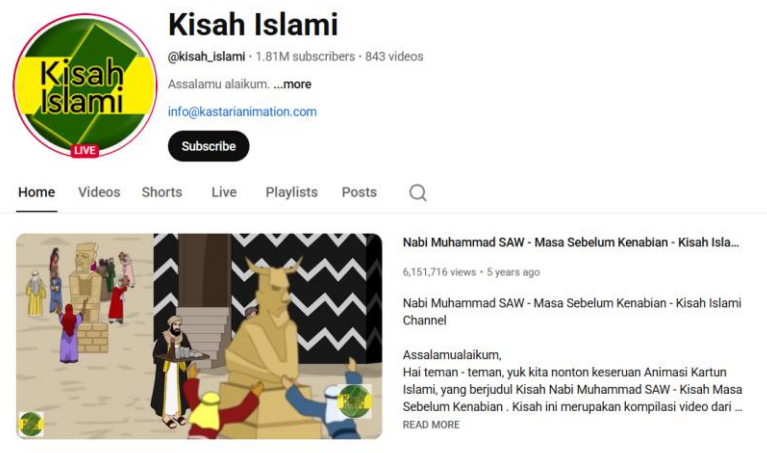 Kisah Islami
Kisah
Islami
LIVE
@kisah_islami · 1.81M subscribers · 843 videos
Assalamu alaikum. ...more
info@kastarianimation.com
Subscribe
Home Videos Shorts Live Playlists Posts
Nabi Muhammad SAW - Masa Sebelum Kenabian - Kisah Isla...
6,151,716 views · 5 years ago
Nabi Muhammad SAW - Masa Sebelum Kenabian - Kisah Islami
Channel
Assalamualaikum,
Hai teman - teman, yuk kita nonton keseruan Animasi Kartun
Islami, yang berjudul Kisah Nabi Muhammad SAW - Kisah Masa
Sebelum Kenabian . Kisah ini merupakan kompilasi video dari ...
READ MORE